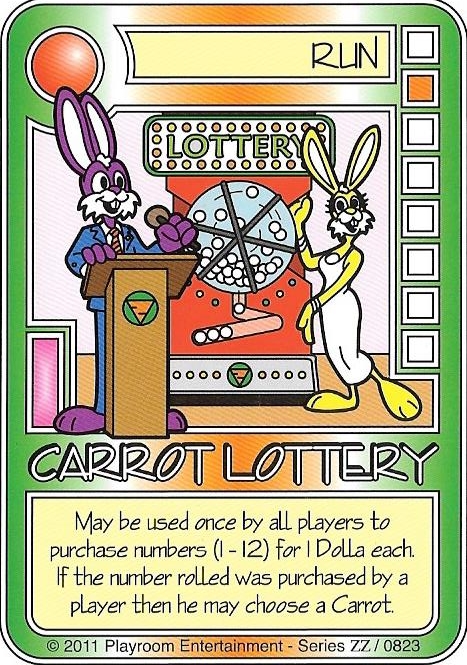 RUN
LOTTERY
CARROT LOTTERY
May be used once by all players to
purchase numbers (1 - 12) for 1 Dolla each.
If the number rolled was purchased by a
player then he may choose a Carrot.
© 2011 Playroom Entertainment - Series ZZ / 0823